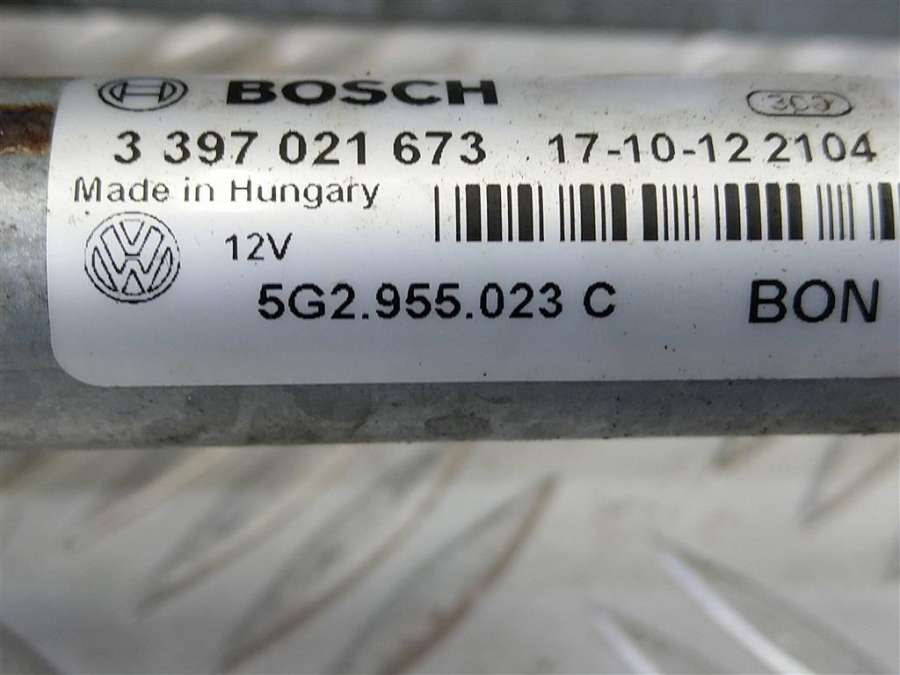 BOSCH
3 397 021 673 17-10-12 2104
Made in Hungary
12V
5G2.955.023 C BON